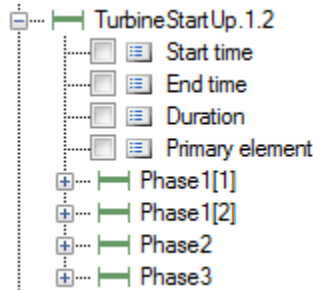 TurbineStartUp.1.2
Start time
End time
Duration
Primary element
Phase1[1]
Phase1[2]
Phase2
Phase3